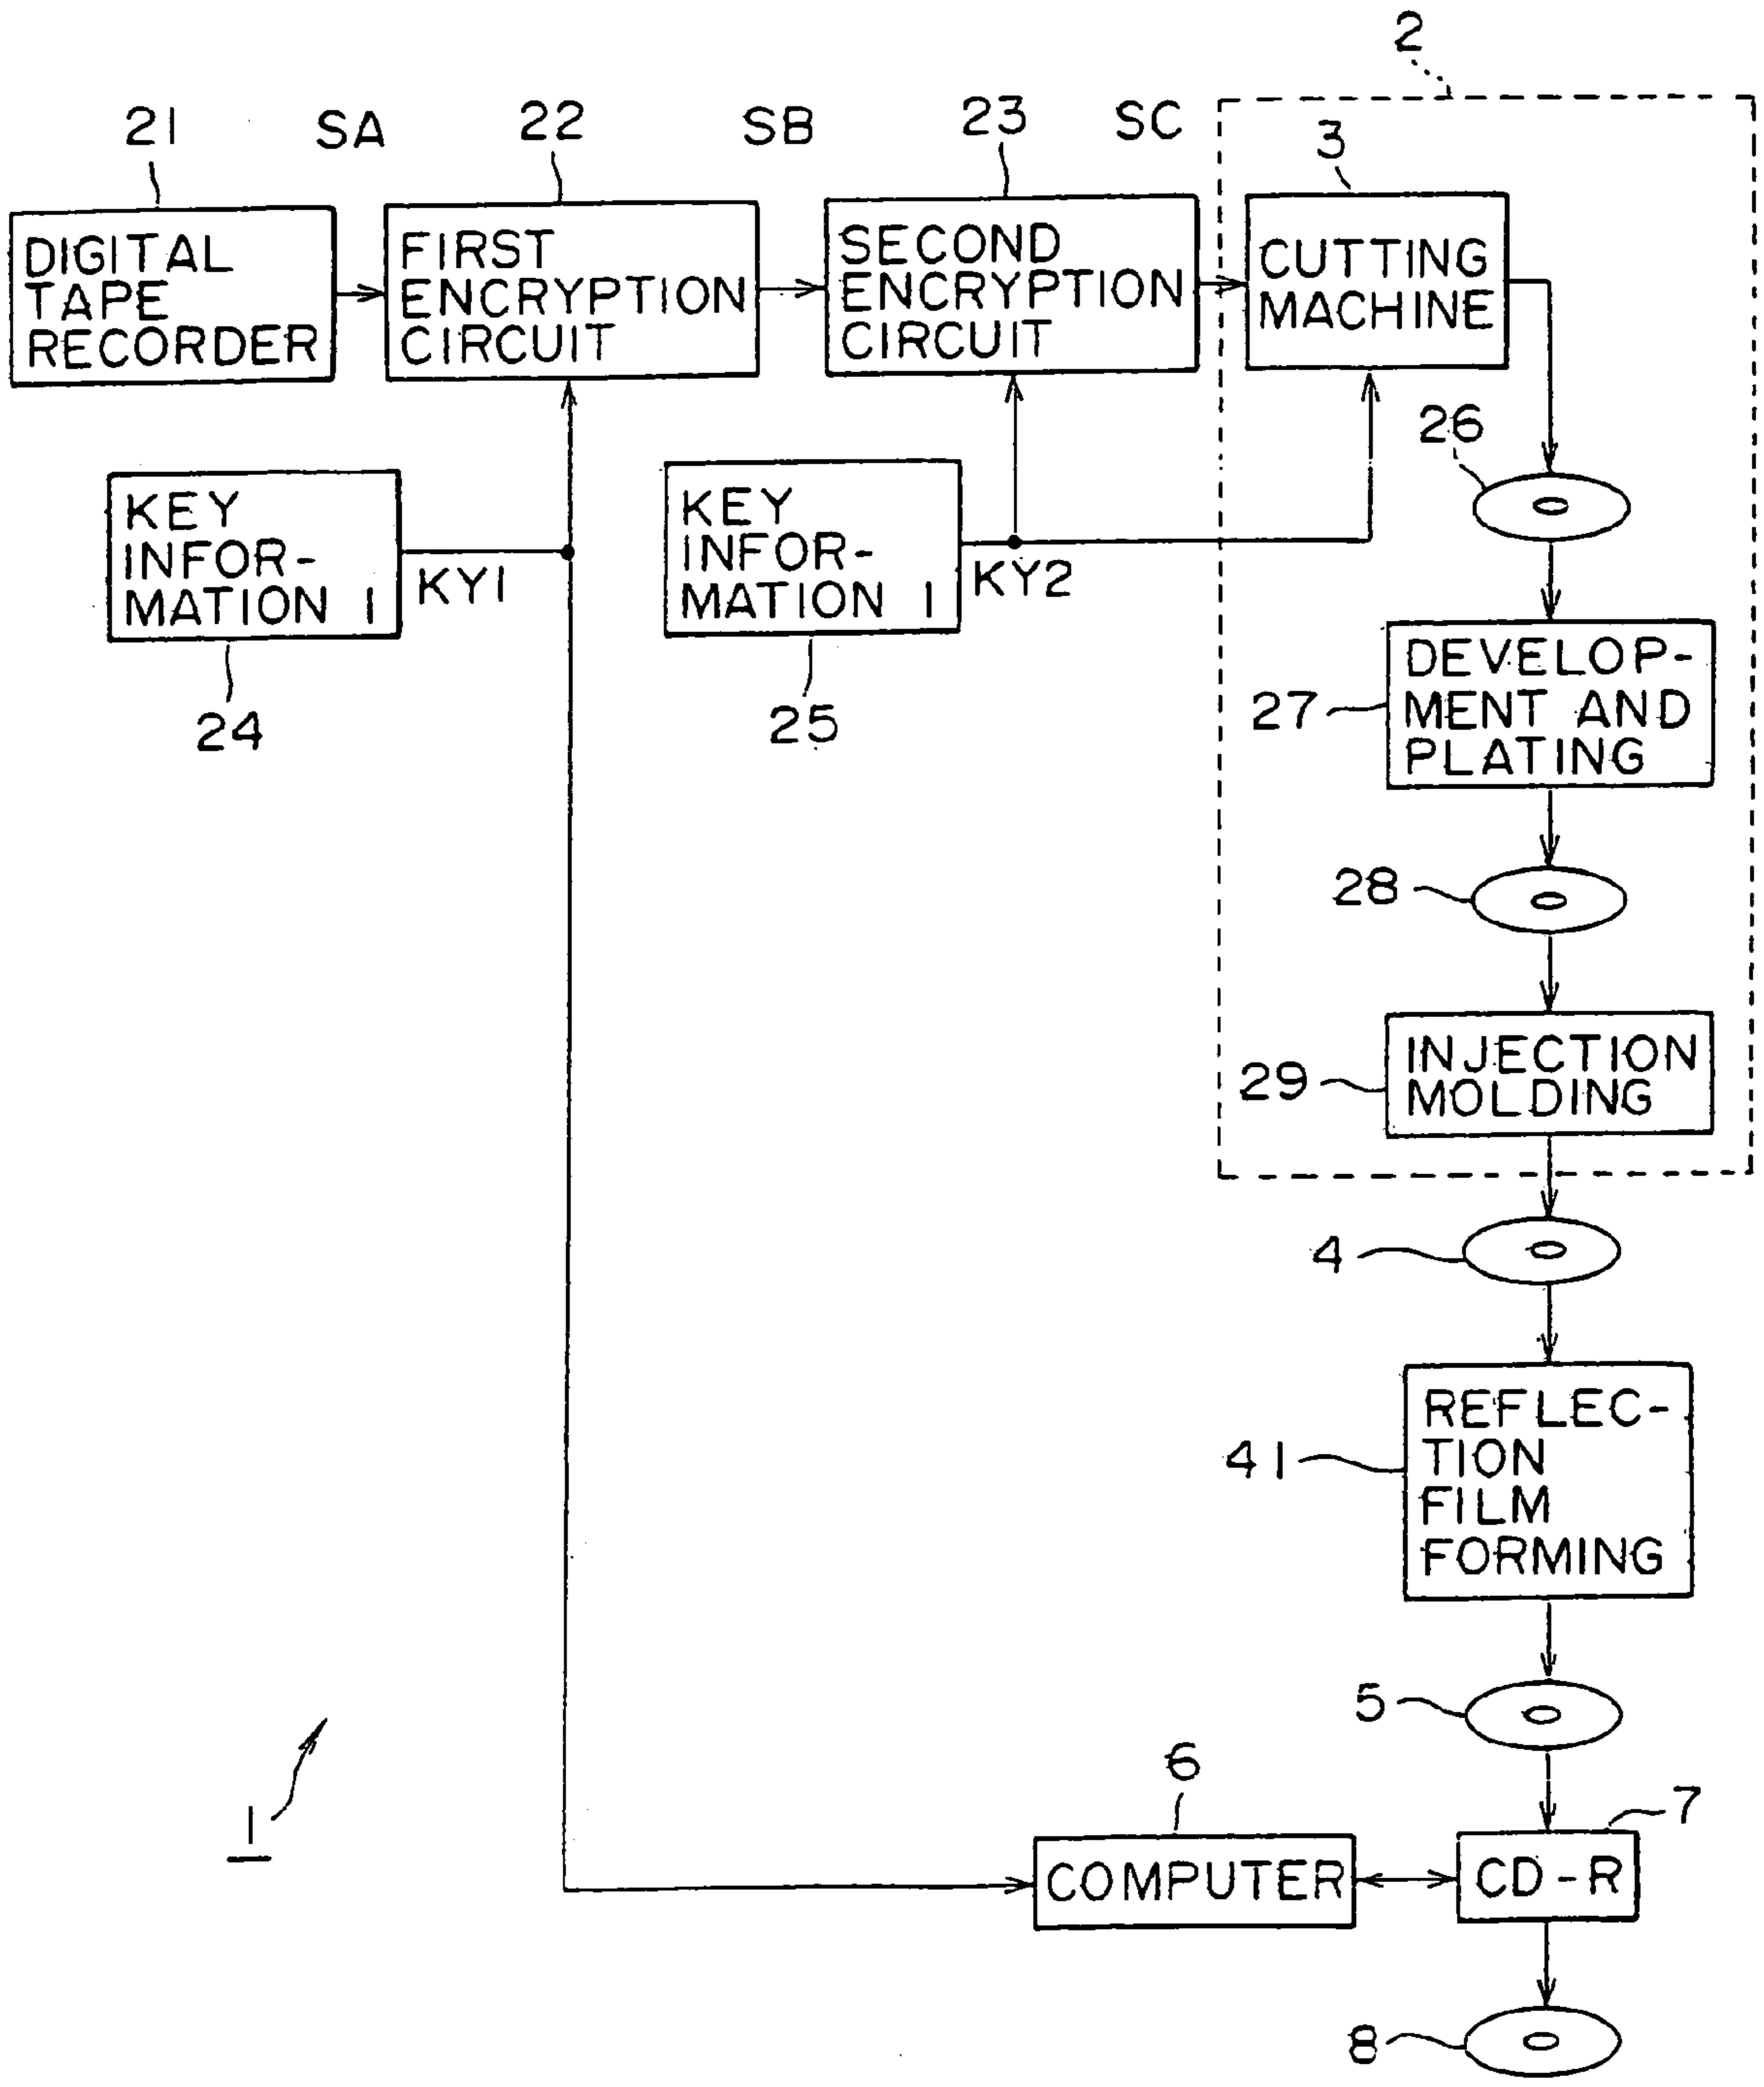 2
21
SA
22
SB
23
SC
3
DIGITAL
TAPE
RECORDER
FIRST
ENCRYPTION
CIRCUIT
SECOND
ENCRYPTION
CIRCUIT
CUTTING
MACHINE
26
KEY
INFOR-
MATION 1
KY1
KEY
INFOR-
MATION 1
KY2
24
25
27
DEVELOP-
MENT AND
PLATING
28
29
INJECTION
MOLDING
4
41
REFLEC-
TION
FILM
FORMING
5
1
6
7
COMPUTER
CD-R
8